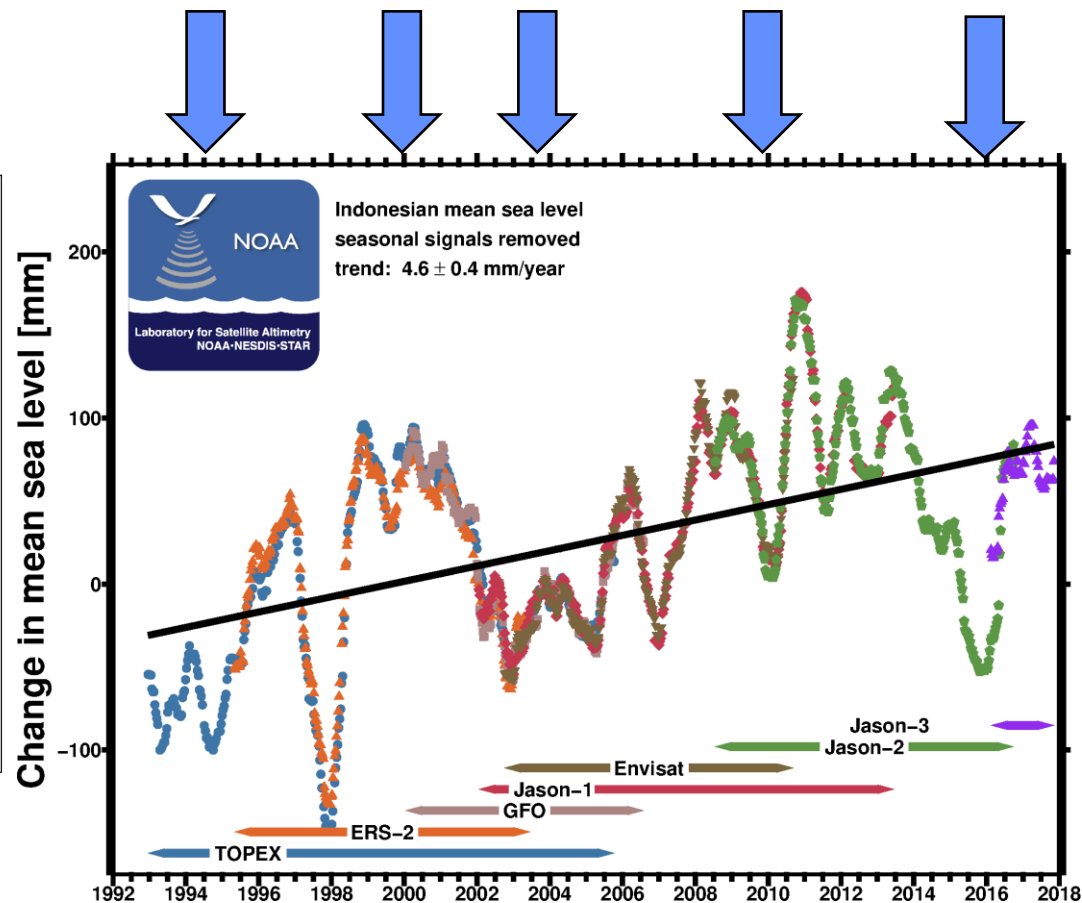 NOAA
Laboratory for Satellite Altimetry
NOAA•NESDIS•STAR
Indonesian mean sea level
seasonal signals removed
trend: 4.6 ± 0.4 mm/year
Change in mean sea level [mm]
200
100
0
−100
Jason−3
Jason−2
Envisat
Jason−1
GFO
ERS−2
TOPEX
1992 1994 1996 1998 2000 2002 2004 2006 2008 2010 2012 2014 2016 2018